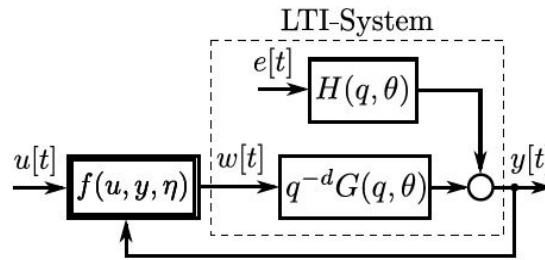 LTI-System
e[t]
H(q, θ)
u[t]
f(u, y, η)
w[t]
q^{-d}G(q, θ)
y[t]